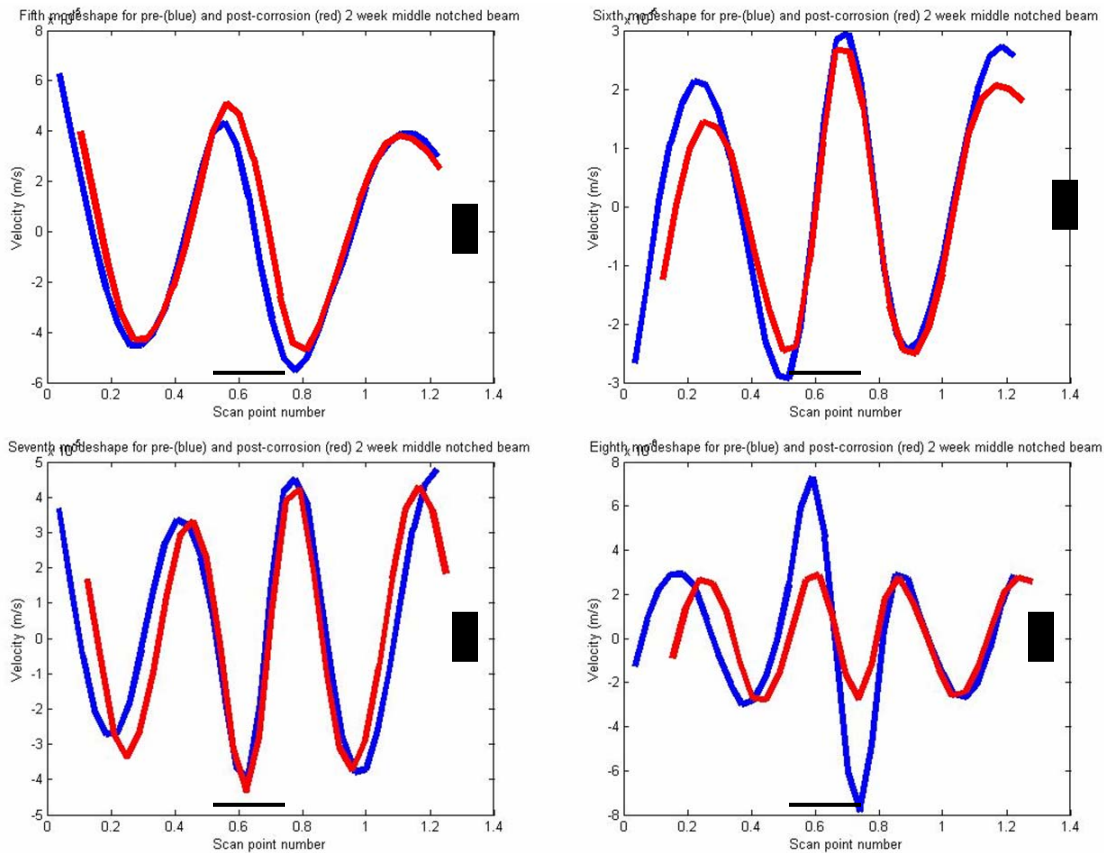 Fifth modeshape for pre-(blue) and post-corrosion (red) 2 week middle notched beam
x 10
8
6
4
2
0
-2
-4
-6
Velocity (m/s)
0 0.2 0.4 0.6 0.8 1 1.2 1.4
Scan point number
Sixth modeshape for pre-(blue) and post-corrosion (red) 2 week middle notched beam
x 10
3
2
1
0
-1
-2
-3
Velocity (m/s)
0 0.2 0.4 0.6 0.8 1 1.2 1.4
Scan point number
Seventh modeshape for pre-(blue) and post-corrosion (red) 2 week middle notched beam
x 10
5
4
3
2
1
0
-1
-2
-3
-4
-5
Velocity (m/s)
0 0.2 0.4 0.6 0.8 1 1.2 1.4
Scan point number
Eighth modeshape for pre-(blue) and post-corrosion (red) 2 week middle notched beam
x 10
8
6
4
2
0
-2
-4
-6
-8
Velocity (m/s)
0 0.2 0.4 0.6 0.8 1 1.2 1.4
Scan point number